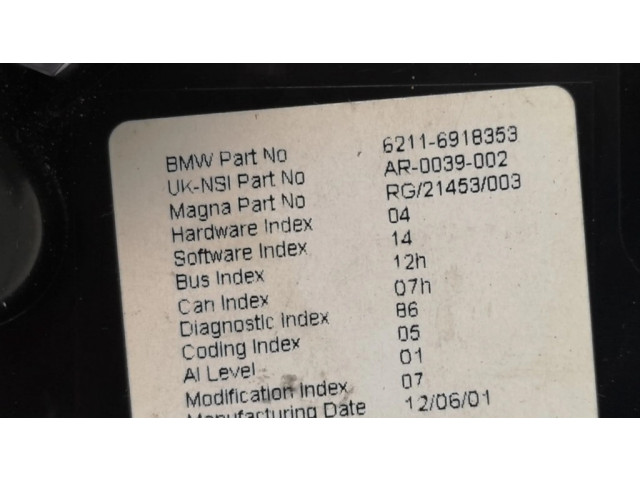 BMW Part No 6211-6918353
UK-NSI Part No AR-0039-002
Magna Part No RG/21453/003
Hardware Index 04
Software Index 14
Bus Index 12h
Can Index 07h
Diagnostic Index 86
Coding Index 05
AI Level 01
Modification Index 07
Manufacturing Date 12/06/01